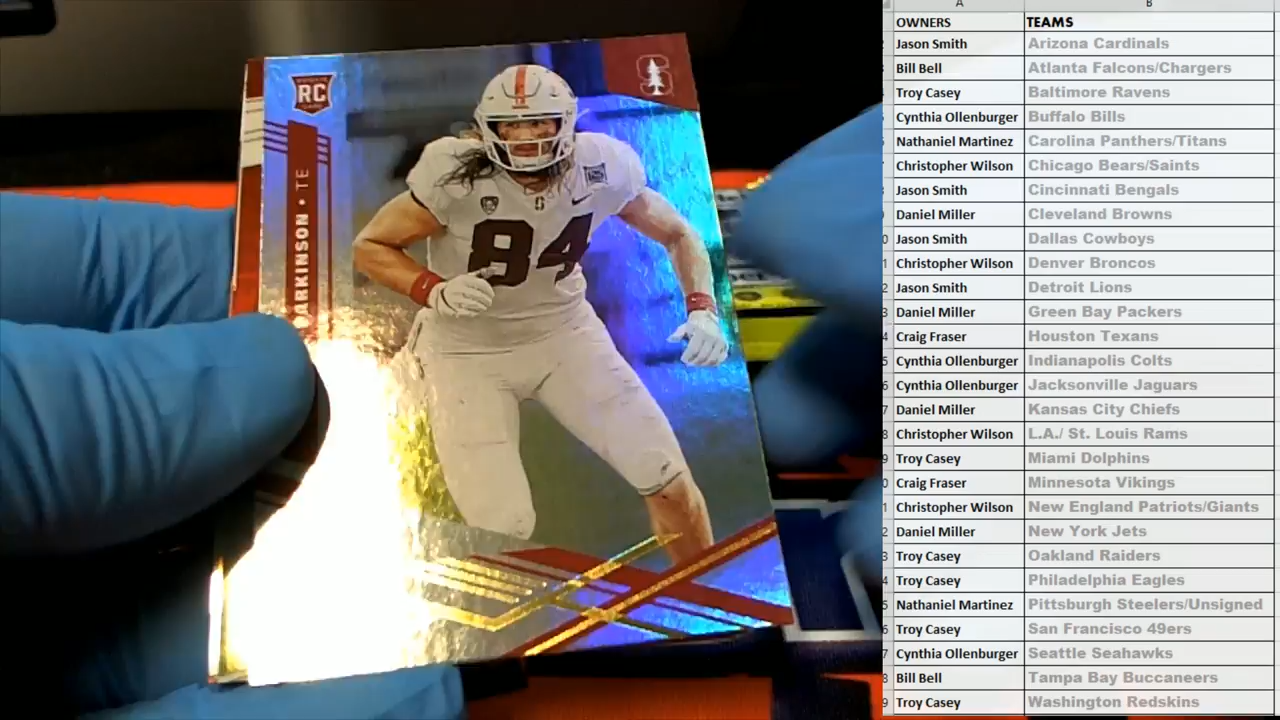 A B
OWNERS TEAMS
Jason Smith Arizona Cardinals
Bill Bell Atlanta Falcons/Chargers
Troy Casey Baltimore Ravens
Cynthia Ollenburger Buffalo Bills
Nathaniel Martinez Carolina Panthers/Titans
Christopher Wilson Chicago Bears/Saints
Jason Smith Cincinnati Bengals
Daniel Miller Cleveland Browns
Jason Smith Dallas Cowboys
Christopher Wilson Denver Broncos
Jason Smith Detroit Lions
Daniel Miller Green Bay Packers
Craig Fraser Houston Texans
Cynthia Ollenburger Indianapolis Colts
Cynthia Ollenburger Jacksonville Jaguars
Daniel Miller Kansas City Chiefs
Christopher Wilson L.A./ St. Louis Rams
Troy Casey Miami Dolphins
Craig Fraser Minnesota Vikings
Christopher Wilson New England Patriots/Giants
Daniel Miller New York Jets
Troy Casey Oakland Raiders
Troy Casey Philadelphia Eagles
Nathaniel Martinez Pittsburgh Steelers/Unsigned
Troy Casey San Francisco 49ers
Cynthia Ollenburger Seattle Seahawks
Bill Bell Tampa Bay Buccaneers
Troy Casey Washington Redskins
RC
PARKINSON • TE
84
S